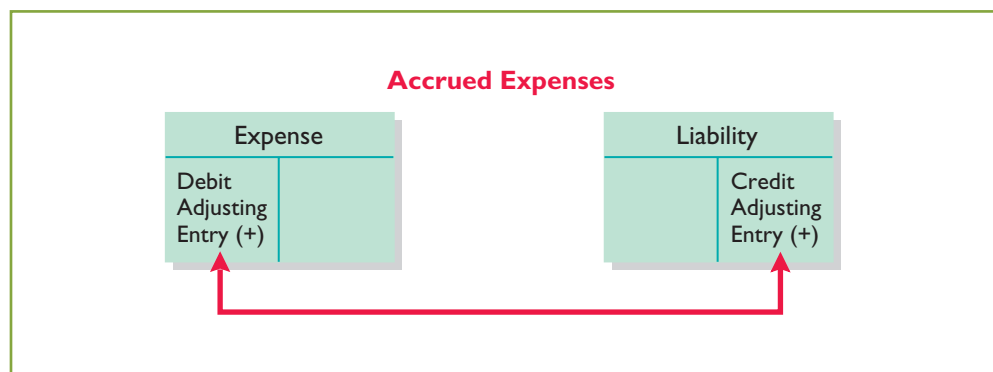 Accrued Expenses
Expense
Debit
Adjusting
Entry (+)
Liability
Credit
Adjusting
Entry (+)